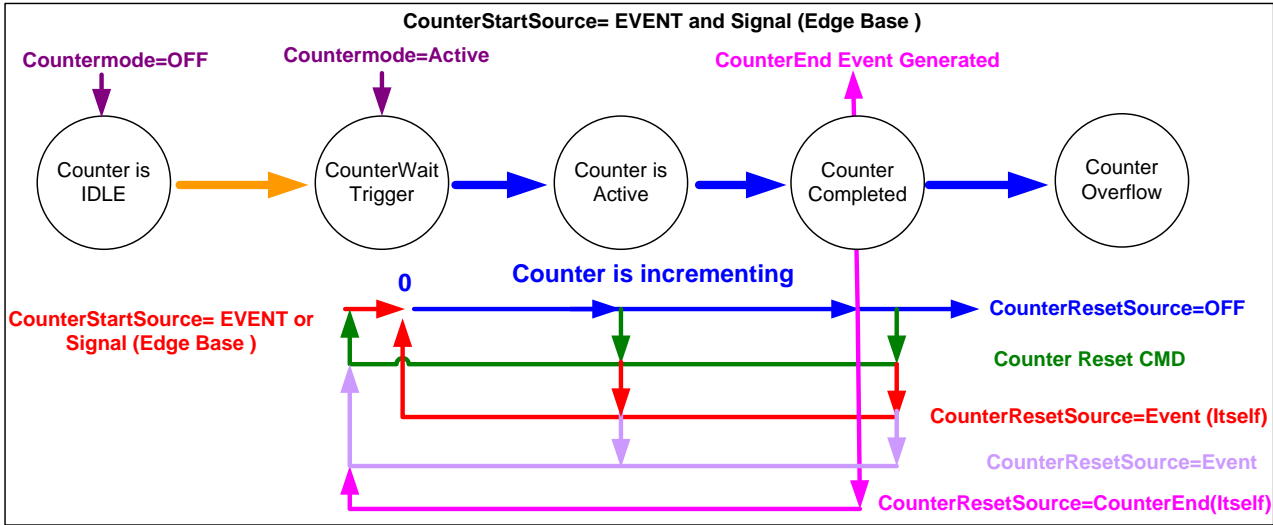 CounterStartSource= EVENT and Signal (Edge Base )
Countermode=OFF
Countermode=Active
CounterEnd Event Generated
Counter is
IDLE
CounterWait
Trigger
Counter is
Active
Counter
Completed
Counter
Overflow
0
Counter is incrementing
CounterStartSource= EVENT or
Signal (Edge Base )
CounterResetSource=OFF
Counter Reset CMD
CounterResetSource=Event (Itself)
CounterResetSource=Event
CounterResetSource=CounterEnd(Itself)